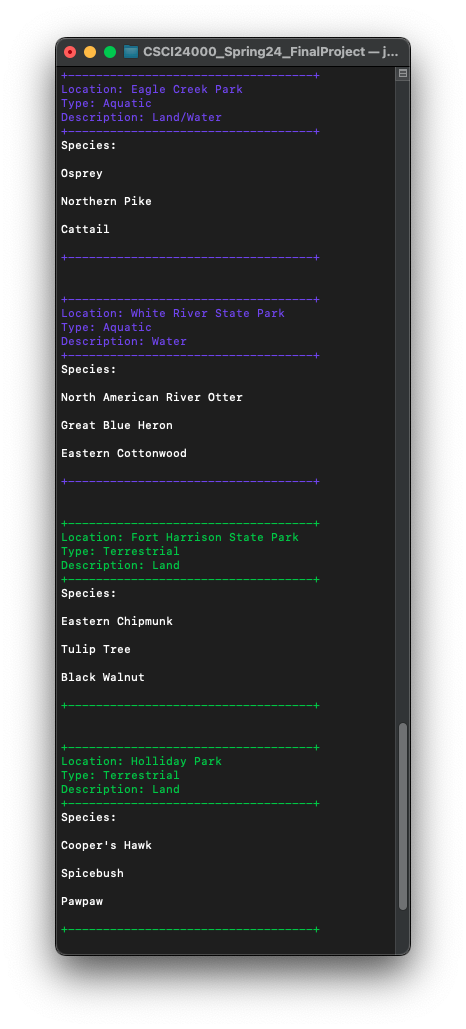 CSCI24000_Spring24_FinalProject — j...
+———————————————————————————————————+
Location: Eagle Creek Park
Type: Aquatic
Description: Land/Water
+———————————————————————————————————+
Species:
Osprey
Northern Pike
Cattail
+———————————————————————————————————+
+———————————————————————————————————+
Location: White River State Park
Type: Aquatic
Description: Water
+———————————————————————————————————+
Species:
North American River Otter
Great Blue Heron
Eastern Cottonwood
+———————————————————————————————————+
+———————————————————————————————————+
Location: Fort Harrison State Park
Type: Terrestrial
Description: Land
+———————————————————————————————————+
Species:
Eastern Chipmunk
Tulip Tree
Black Walnut
+———————————————————————————————————+
+———————————————————————————————————+
Location: Holliday Park
Type: Terrestrial
Description: Land
+———————————————————————————————————+
Species:
Cooper's Hawk
Spicebush
Pawpaw
+———————————————————————————————————+